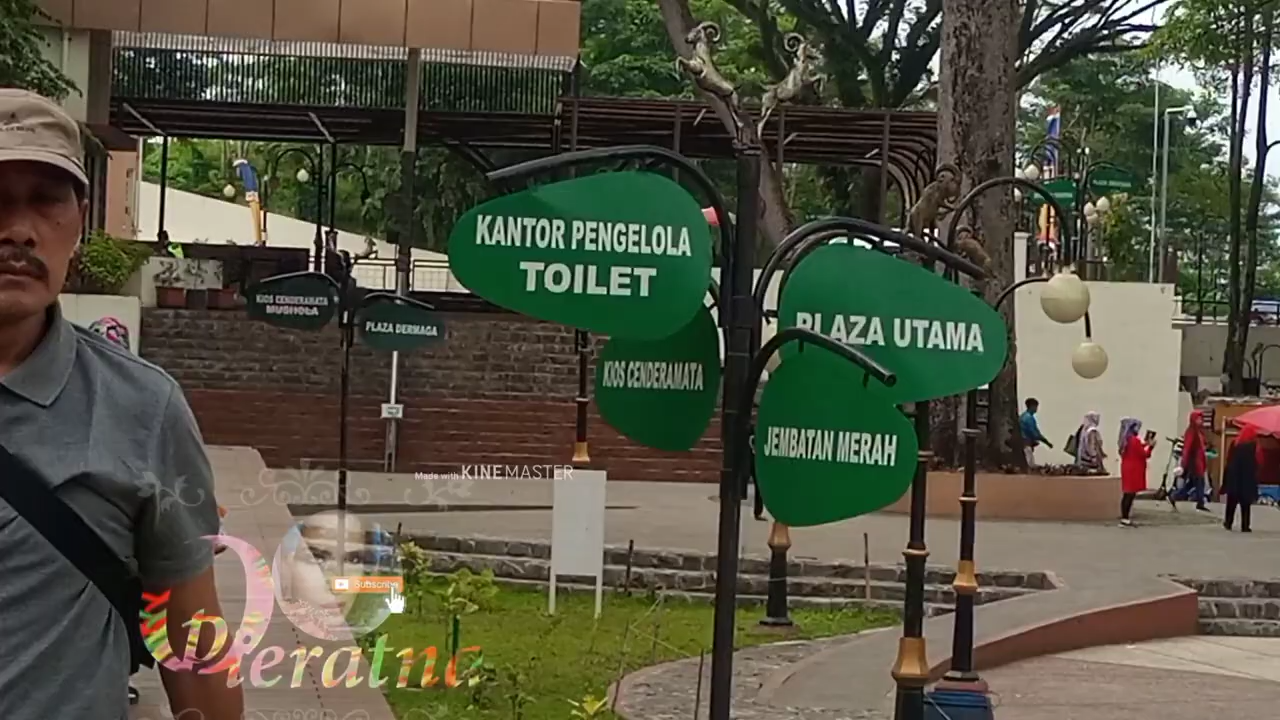 KANTOR PENGELOLA
TOILET
PLAZA UTAMA
KIOS CENDERAMATA
MUSHOLA
PLAZA DERMAGA
KIOS CENDERAMATA
JEMBATAN MERAH
Made with KINEMASTER
Subscribe
Dieratna